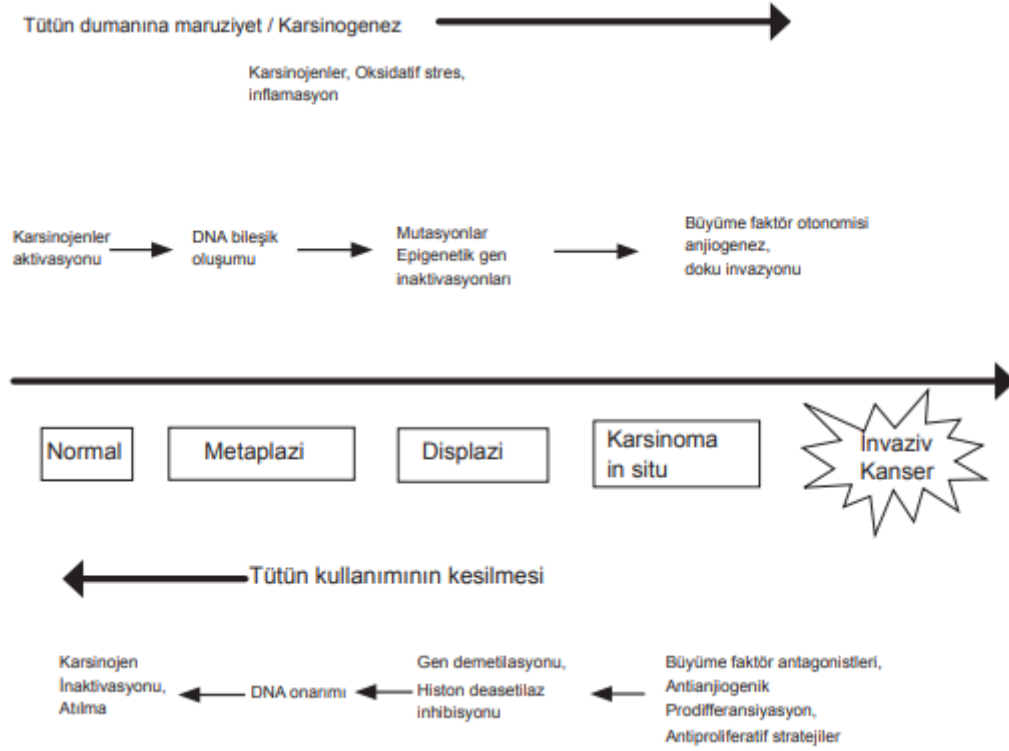 Tütün dumanına maruziyet / Karsinogenez
Karsinojenler, Oksidatif stres,
inflamasyon
Karsinojenler
aktivasyonu
DNA bileşik
oluşumu
Mutasyonlar
Epigenetik gen
inaktivasyonları
Büyüme faktör otonomisi
anjiogenez,
doku invazyonu
Normal
Metaplazi
Displazi
Karsinoma
in situ
İnvaziv
Kanser
Tütün kullanımının kesilmesi
Karsinojen
İnaktivasyonu,
Atılma
DNA onarımı
Gen demetilasyonu,
Histon deasetilaz
inhibisyonu
Büyüme faktör antagonistleri,
Antianjiogenik
Prodifferansiyasyon,
Antiproliferatif stratejiler